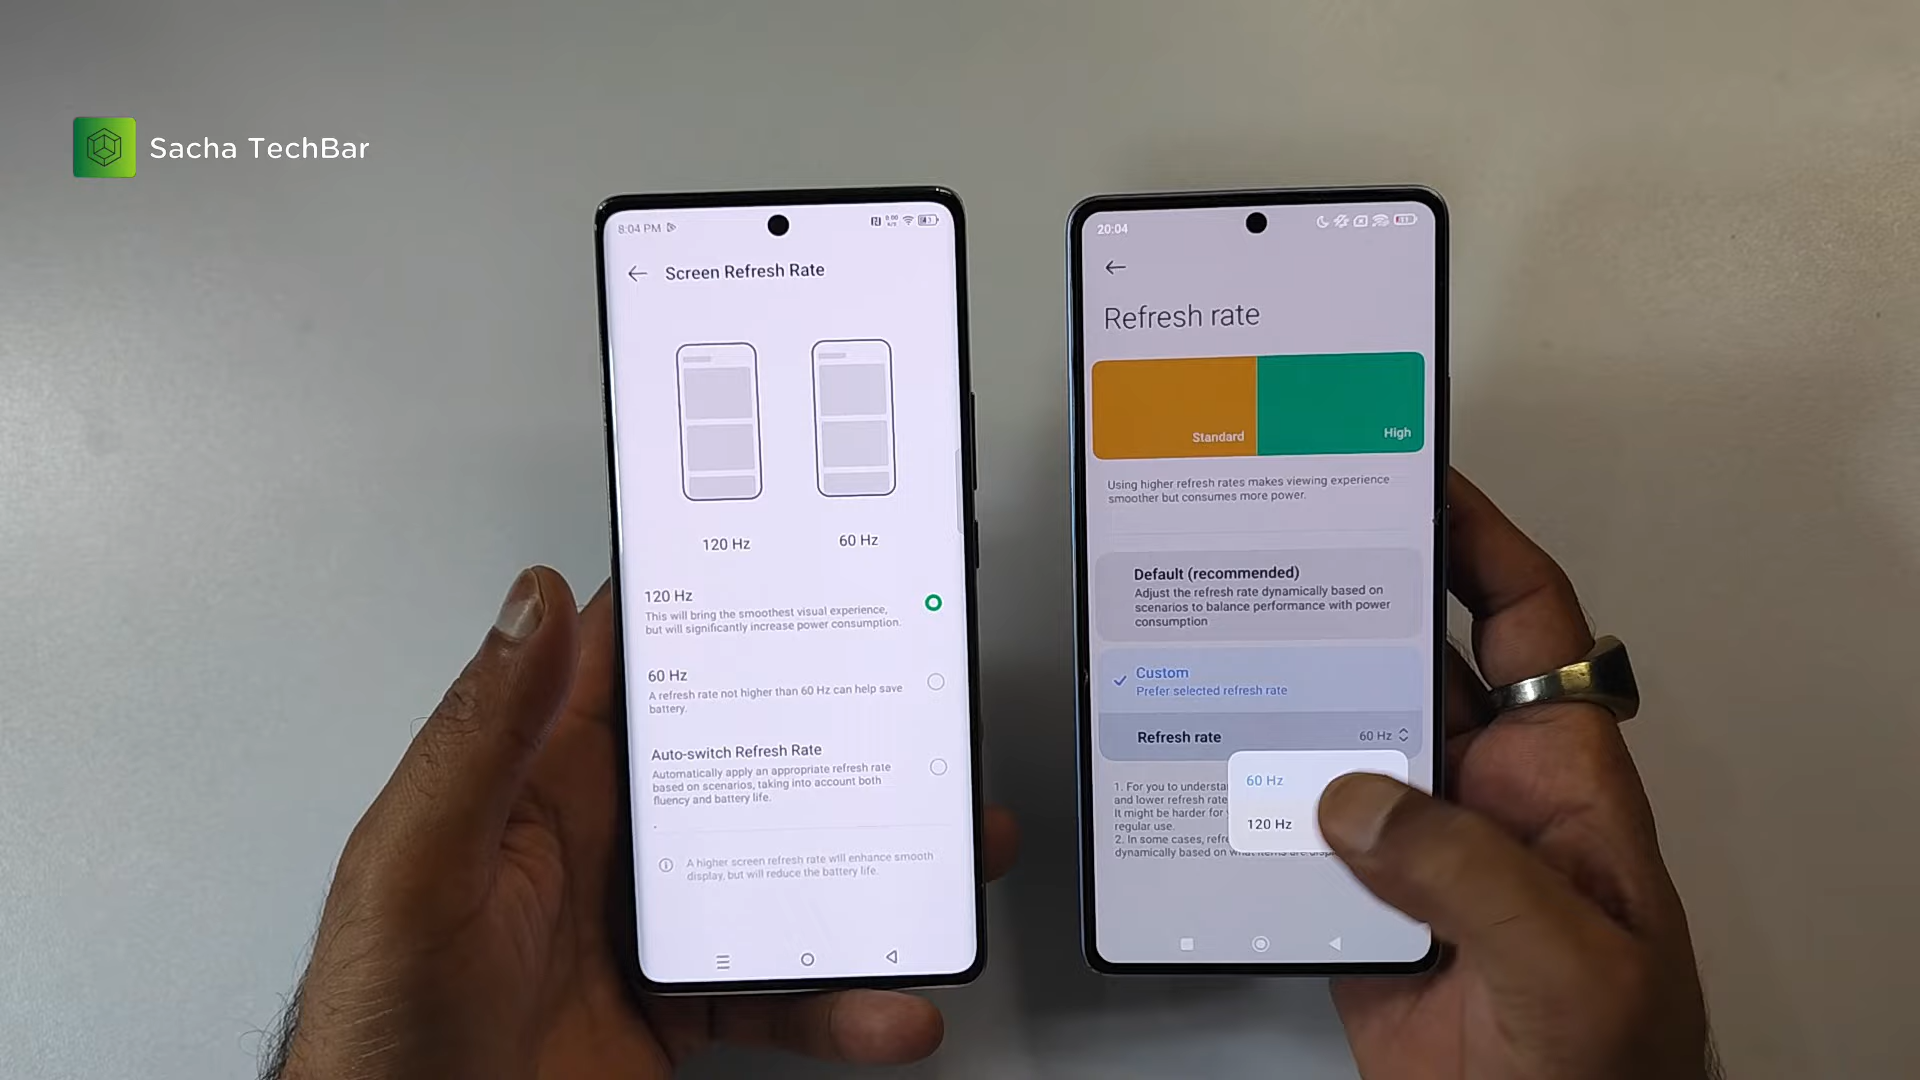 Sacha TechBar
8:04 PM
Screen Refresh Rate
120 Hz
60 Hz
120 Hz
This will bring the smoothest visual experience,
but will significantly increase power consumption.
60 Hz
A refresh rate not higher than 60 Hz can help save
battery.
Auto-switch Refresh Rate
Automatically apply an appropriate refresh rate
based on scenarios, taking into account both
fluency and battery life.
A higher screen refresh rate will enhance smooth
display, but will reduce the battery life.
20:04
Refresh rate
Standard
High
Using higher refresh rates makes viewing experience
smoother but consumes more power.
Default (recommended)
Adjust the refresh rate dynamically based on
scenarios to balance performance with power
consumption
Custom
Prefer selected refresh rate
Refresh rate
60 Hz
60 Hz
120 Hz
1. For you to understa
and lower refresh rate
It might be harder for
regular use.
2. In some cases, refre
dynamically based on what items are